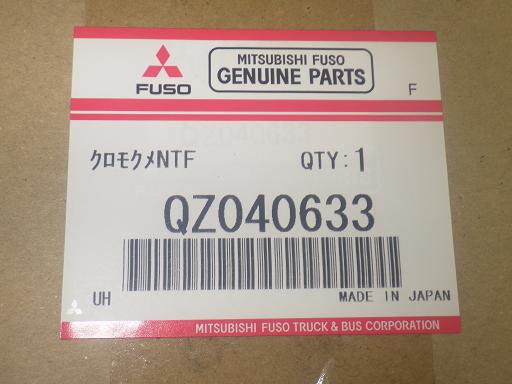 FUSO
MITSUBISHI FUSO
GENUINE PARTS
F
ｸﾛﾓｸﾒNTF QTY:1
QZ040633
UH MADE IN JAPAN
MITSUBISHI FUSO TRUCK & BUS CORPORATION